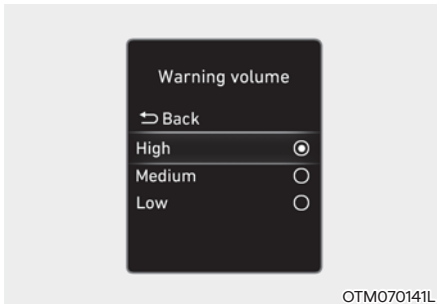 Warning volume
Back
High
Medium
Low
OTM070141L